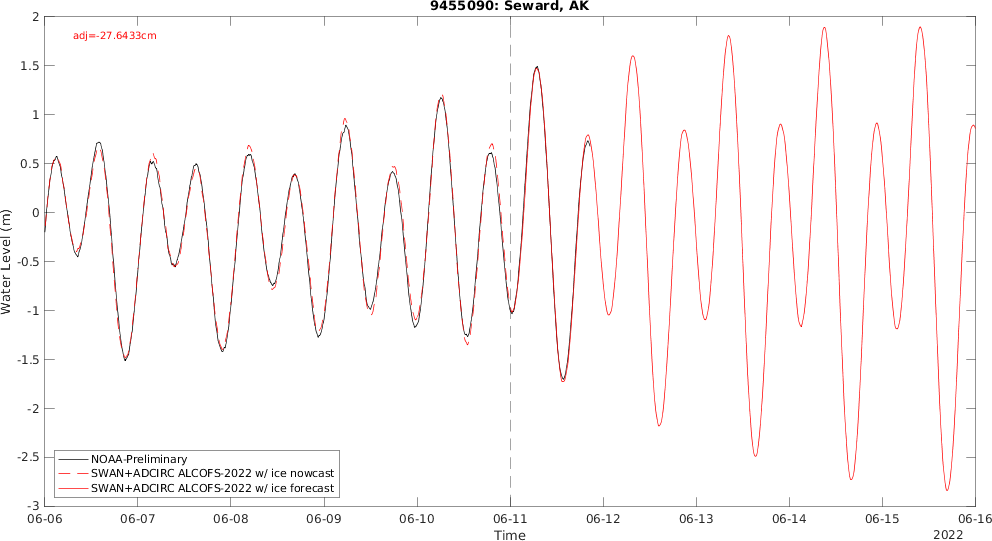 9455090: Seward, AK
adj=-27.6433cm
Water Level (m)
2
1.5
1
0.5
0
-0.5
-1
-1.5
-2
-2.5
-3
NOAA-Preliminary
SWAN+ADCIRC ALCOFS-2022 w/ ice nowcast
SWAN+ADCIRC ALCOFS-2022 w/ ice forecast
06-06 06-07 06-08 06-09 06-10 06-11 06-12 06-13 06-14 06-15 06-16
Time
2022